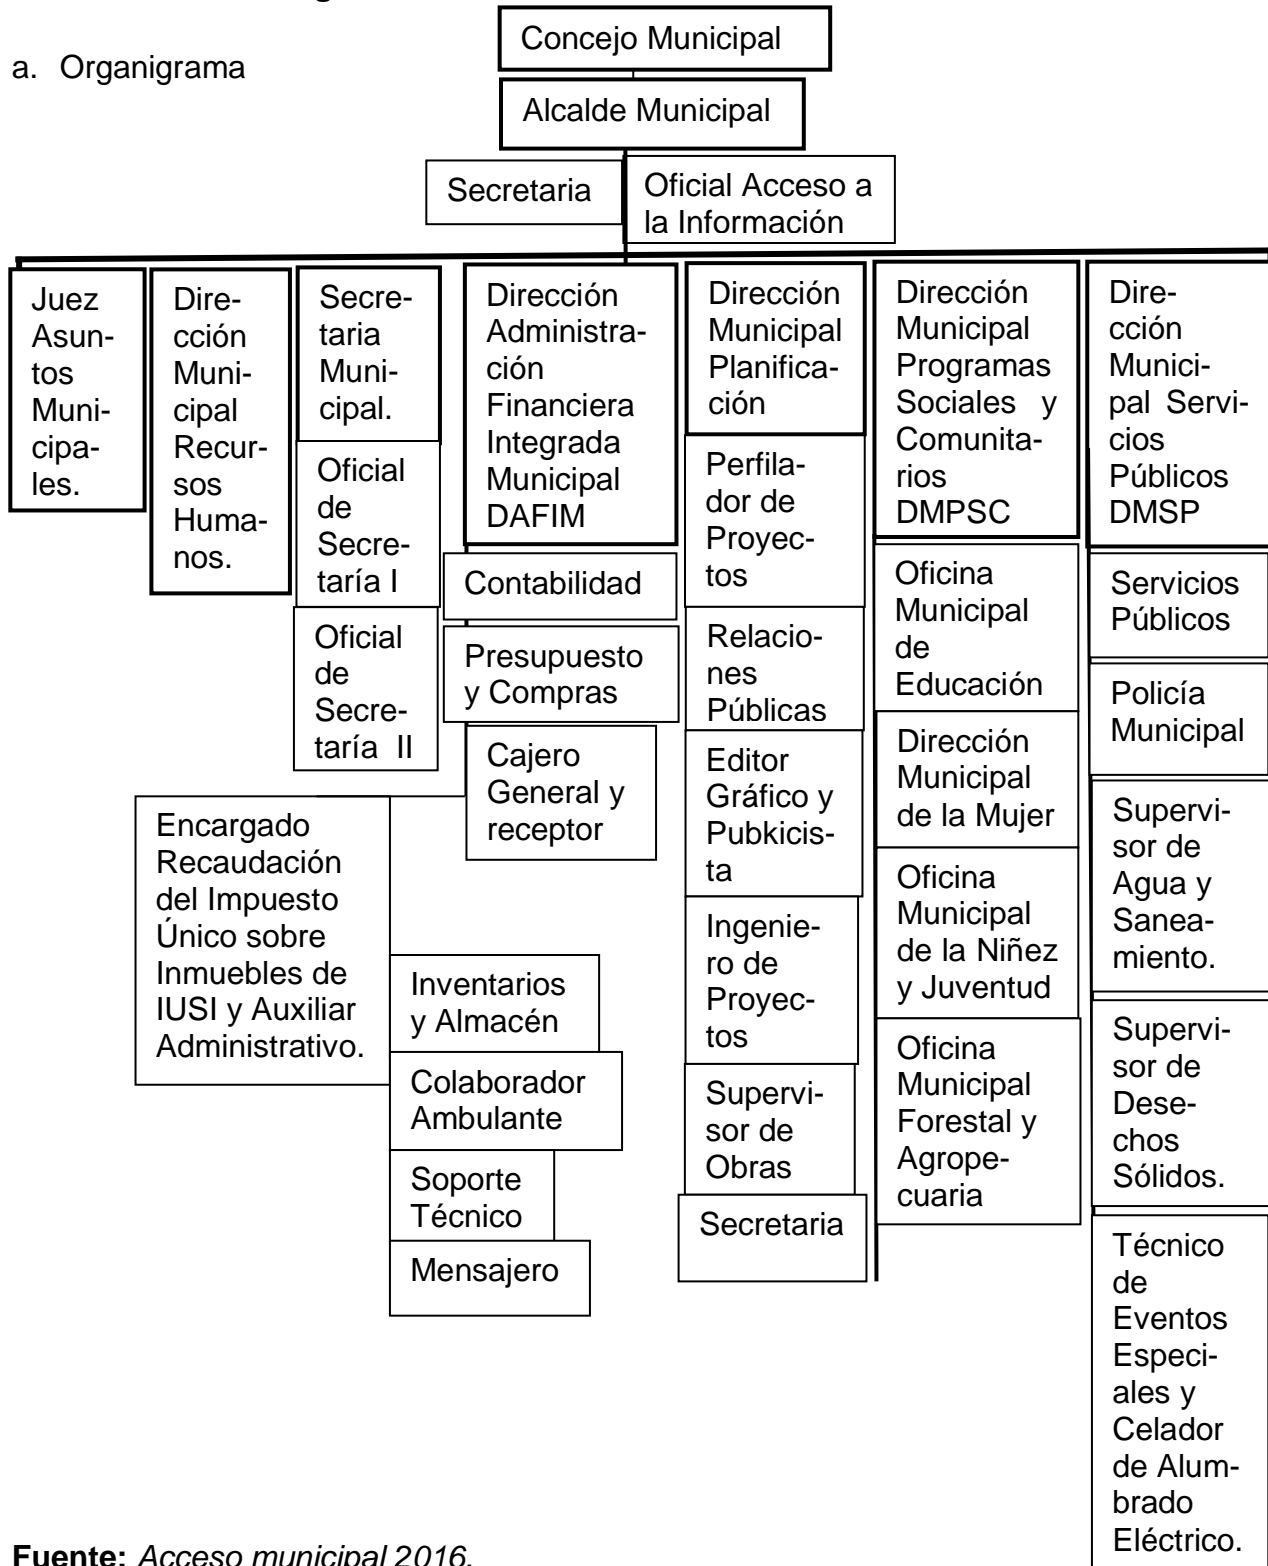 a. Organigrama
Concejo Municipal
Alcalde Municipal
Secretaria
Oficial Acceso a
la Información
Juez
Asun-
tos
Muni-
cipa-
les.
Dire-
cción
Muni-
cipal
Recur-
sos
Huma-
nos.
Secre-
taria
Muni-
cipal.
Oficial
de
Secre-
taría I
Oficial
de
Secre-
taría II
Dirección
Administra-
ción
Financiera
Integrada
Municipal
DAFIM
Contabilidad
Presupuesto
y Compras
Cajero
General y
receptor
Encargado
Recaudación
del Impuesto
Único sobre
Inmuebles de
IUSI y Auxiliar
Administrativo.
Inventarios
y Almacén
Colaborador
Ambulante
Soporte
Técnico
Mensajero
Dirección
Municipal
Planifica-
ción
Perfila-
dor de
Proyec-
tos
Relacio-
nes
Públicas
Editor
Gráfico y
Pubkicis-
ta
Ingenie-
ro de
Proyec-
tos
Supervi-
sor de
Obras
Secretaria
Dirección
Municipal
Programas
Sociales y
Comunita-
rios
DMPSC
Oficina
Municipal
de
Educación
Dirección
Municipal
de la Mujer
Oficina
Municipal
de la Niñez
y Juventud
Oficina
Municipal
Forestal y
Agrope-
cuaria
Dire-
cción
Munici-
pal Servi-
cios
Públicos
DMSP
Servicios
Públicos
Policía
Municipal
Supervi-
sor de
Agua y
Sanea-
miento.
Supervi-
sor de
Dese-
chos
Sólidos.
Técnico
de
Eventos
Especi-
ales y
Celador
de Alum-
brado
Eléctrico.
Fuente: Acceso municipal 2016.